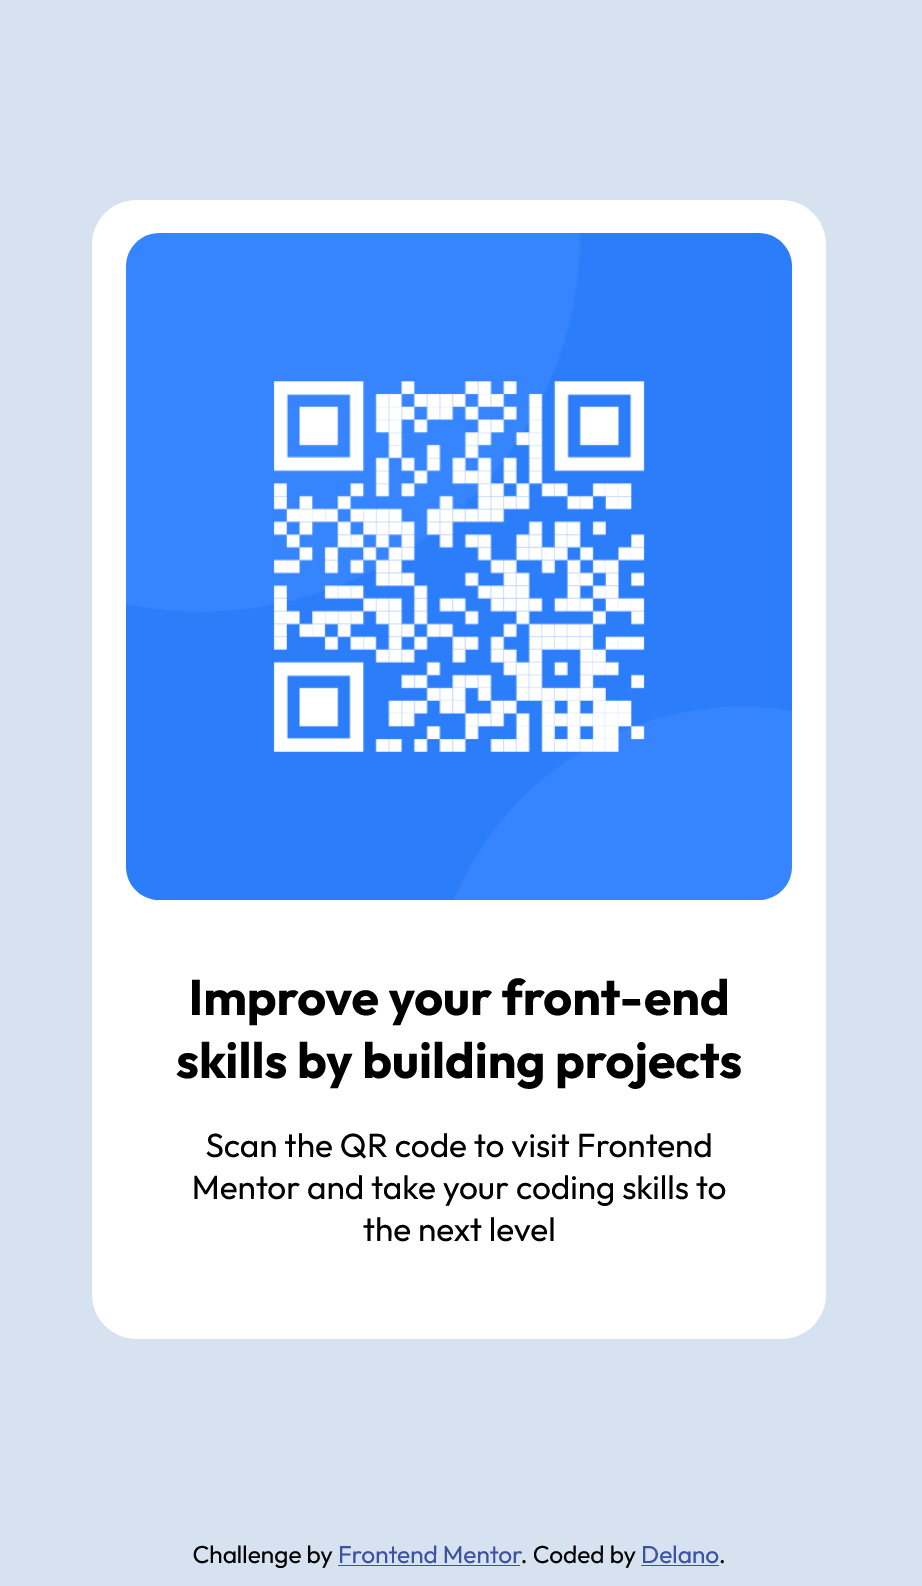 Improve your front-end
skills by building projects
Scan the QR code to visit Frontend
Mentor and take your coding skills to
the next level
Challenge by Frontend Mentor. Coded by Delano.